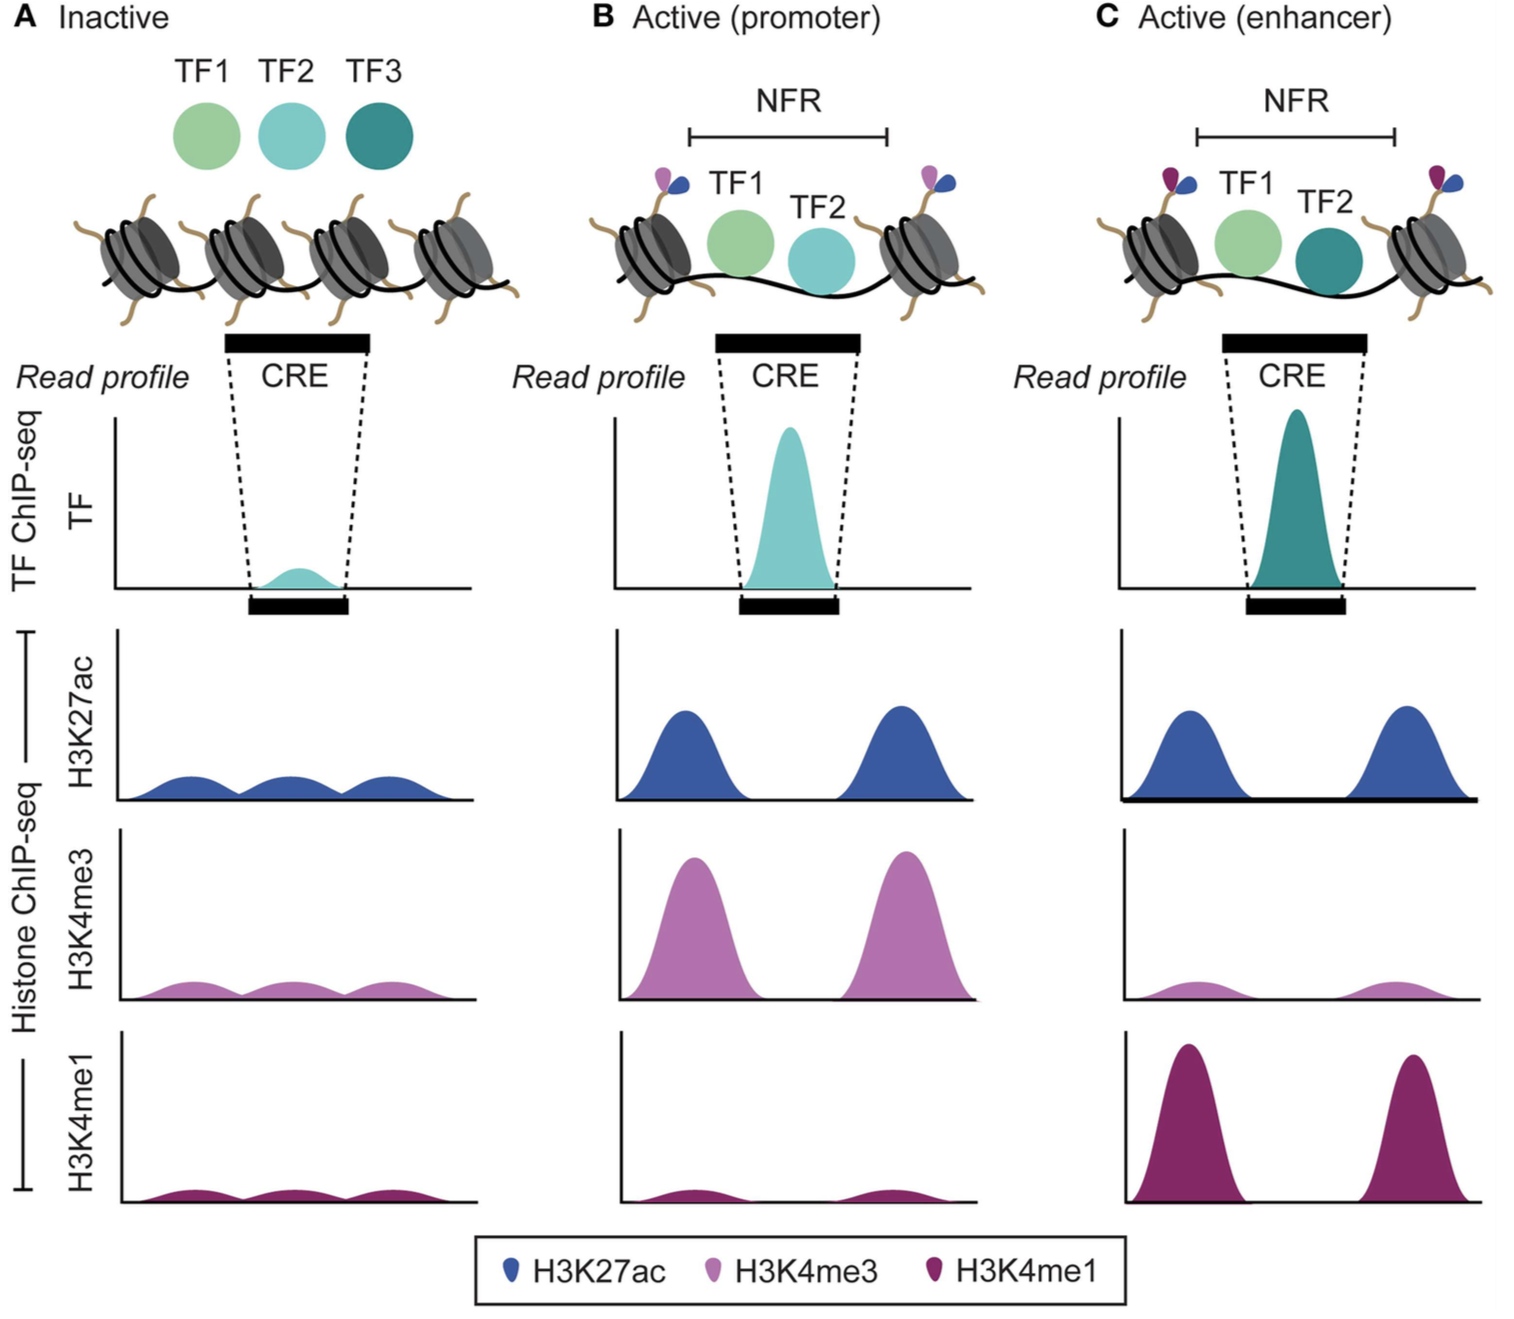 A Inactive
B Active (promoter)
C Active (enhancer)
TF1 TF2 TF3
NFR
NFR
TF1
TF2
TF1
TF2
Read profile
CRE
Read profile
CRE
Read profile
CRE
TF ChIP-seq
TF
Histone ChIP-seq
H3K27ac
H3K4me3
H3K4me1
H3K27ac H3K4me3 H3K4me1